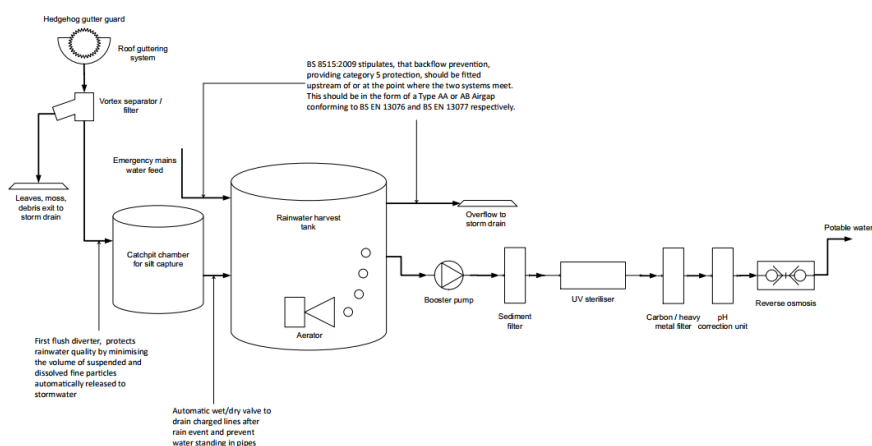 Hedgehog gutter guard
Roof guttering
system
BS 8515:2009 stipulates, that backflow prevention,
providing category 5 protection, should be fitted
upstream of or at the point where the two systems meet.
This should be in the form of a Type AA or AB Airgap
conforming to BS EN 13076 and BS EN 13077 respectively.
Vortex separator /
filter
Emergency mains
water feed
Leaves, moss,
debris exit to
storm drain
Rainwater harvest
tank
Overflow to
storm drain
Potable water
Catchpit chamber
for silt capture
Booster pump
Sediment
filter
UV steriliser
Carbon / heavy
metal filter
pH
correction unit
Reverse osmosis
Aerator
First flush diverter, protects
rainwater quality by minimising
the volume of suspended and
dissolved fine particles
automatically released to
stormwater
Automatic wet/dry valve to
drain charged lines after
rain event and prevent
water standing in pipes